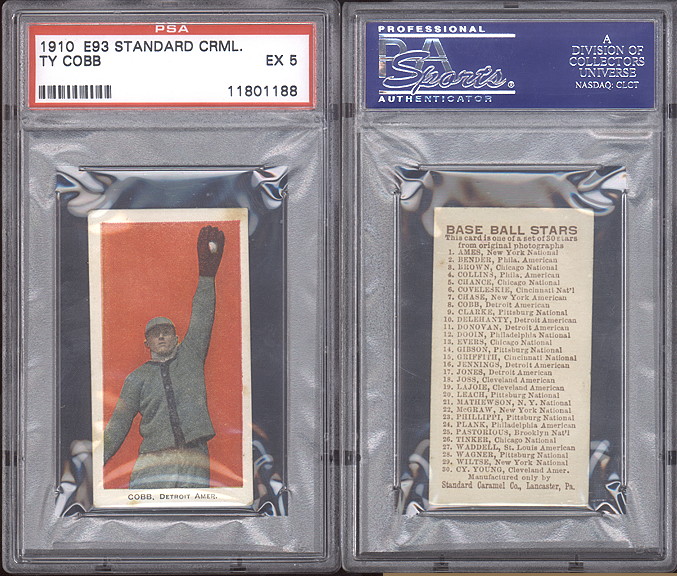 PSA
1910 E93 STANDARD CRML.
TY COBB EX 5
11801188
COBB, DETROIT AMER.
PROFESSIONAL
PSA
Sports®
AUTHENTICATOR
A
DIVISION OF
COLLECTORS
UNIVERSE
NASDAQ: CLCT
BASE BALL STARS
This card is one of a set of 30 stars
from original photographs
1. AMES, New York National
2. BENDER, Phila. American
3. BROWN, Chicago National
4. COLLINS, Phila. American
5. CHANCE, Chicago National
6. COVELESKIE, Cincinnati Nat'l
7. CHASE, New York American
8. COBB, Detroit American
9. CLARKE, Pittsburg National
10. DELEHANTY, Detroit American
11. DONOVAN, Detroit American
12. DOOIN, Philadelphia National
13. EVERS, Chicago National
14. GIBSON, Pittsburg National
15. GRIFFITH, Cincinnati National
16. JENNINGS, Detroit American
17. JONES, Detroit American
18. JOSS, Cleveland American
19. LAJOIE, Cleveland American
20. LEACH, Pittsburg National
21. MATHEWSON, N. Y. National
22. McGRAW, New York National
23. PHILLIPPI, Pittsburg National
24. PLANK, Philadelphia American
25. PASTORIOUS, Brooklyn Nat'l
26. TINKER, Chicago National
27. WADDELL, St. Louis American
28. WAGNER, Pittsburg National
29. WILTSE, New York National
30. CY. YOUNG, Cleveland Amer.
Manufactured only by
Standard Caramel Co., Lancaster, Pa.